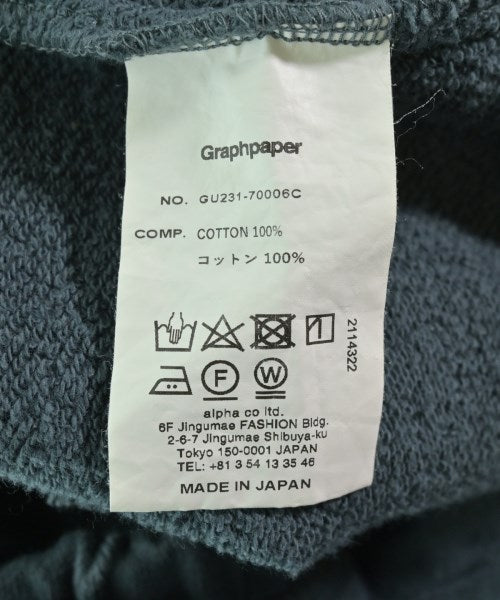 Graphpaper
NO. GU231-70006C
COMP. COTTON 100%
コットン 100%
2114322
F W
alpha co ltd.
6F Jingumae FASHION Bldg.
2-6-7 Jingumae Shibuya-ku
Tokyo 150-0001 JAPAN
TEL: +81 3 54 13 35 46
MADE IN JAPAN